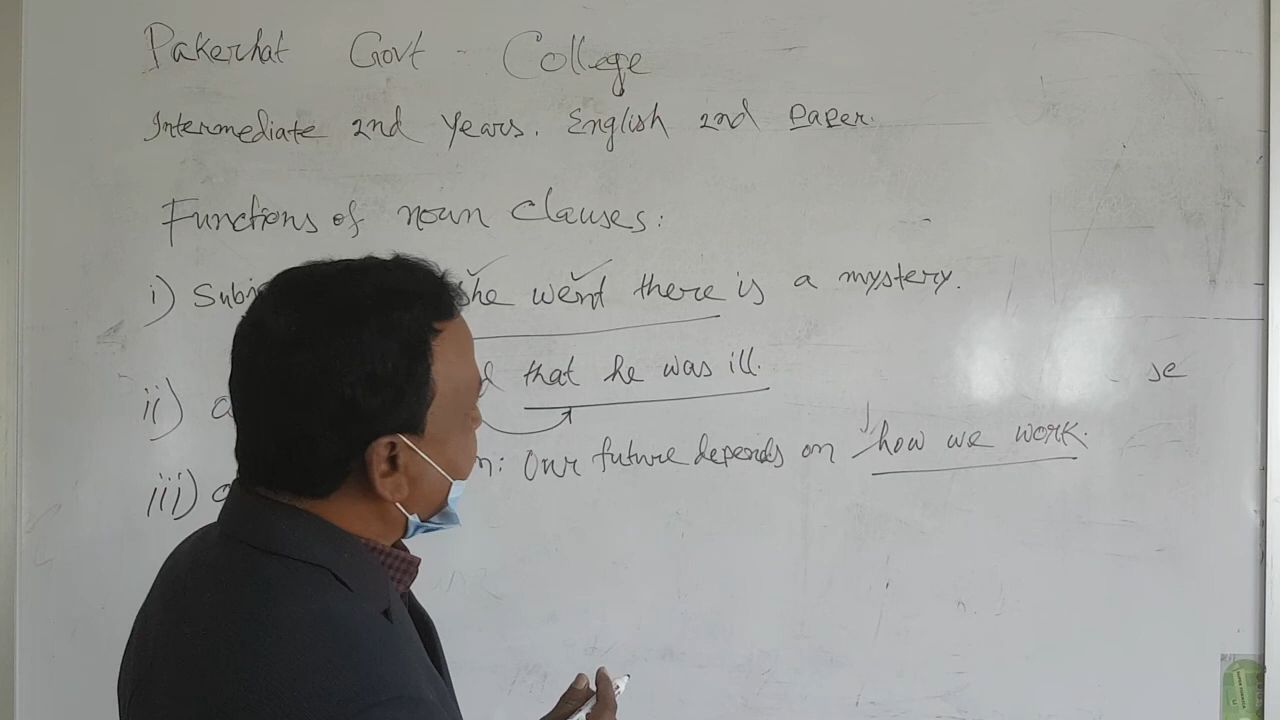 Pakerhat Govt - College
Intermediate 2nd Years. English 2nd Paper.
Functions of noun Clauses:
i) Subj she went there is a mystery.
ii) that he was ill.
se
iii) n: Our future depends on how we work.